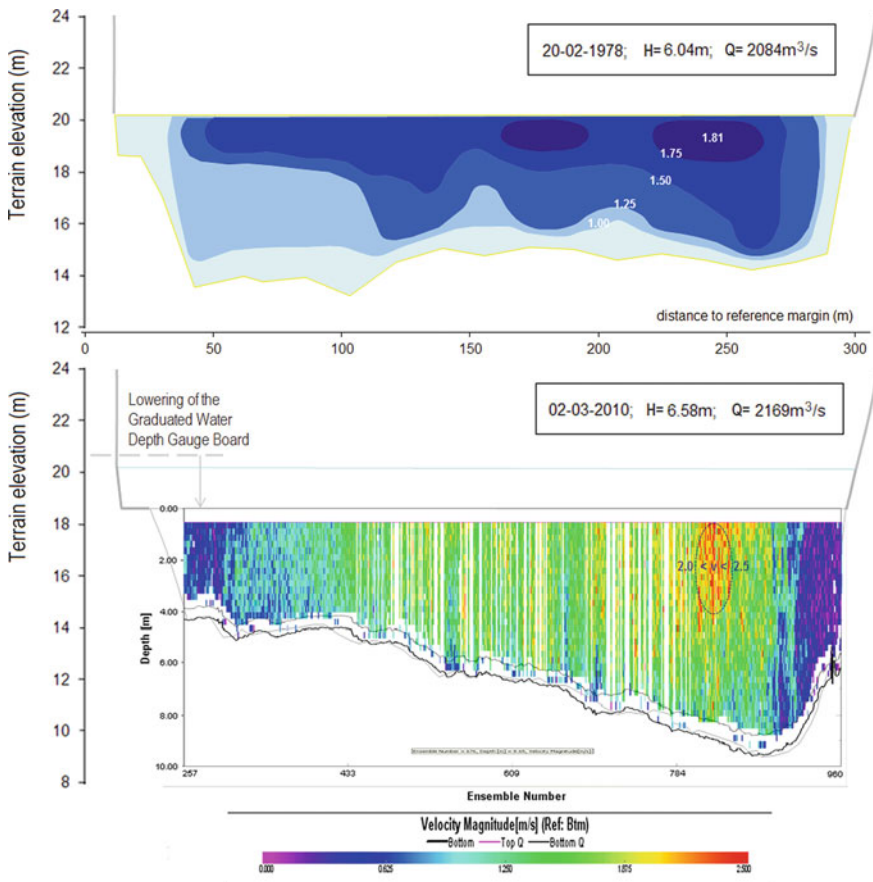 24
22
20
18
16
14
12
Terrain elevation (m)
20-02-1978; H=6.04m; Q= 2084m³/s
1.81
1.75
1.50
1.25
1.00
distance to reference margin (m)
0 50 100 150 200 250 300
24
22
20
18
16
14
12
10
8
Terrain elevation (m)
Lowering of the
Graduated Water
Depth Gauge Board
02-03-2010; H=6.58m; Q=2169m³/s
0.00
2.00
4.00
6.00
8.00
10.00
Depth [m]
2.0 < v < 2.5
257 433 609 784 960
Ensemble Number
Velocity Magnitude[m/s] (Ref: Btm)
Bottom Top Q Bottom Q
0.000 0.625 1.250 1.875 2.500